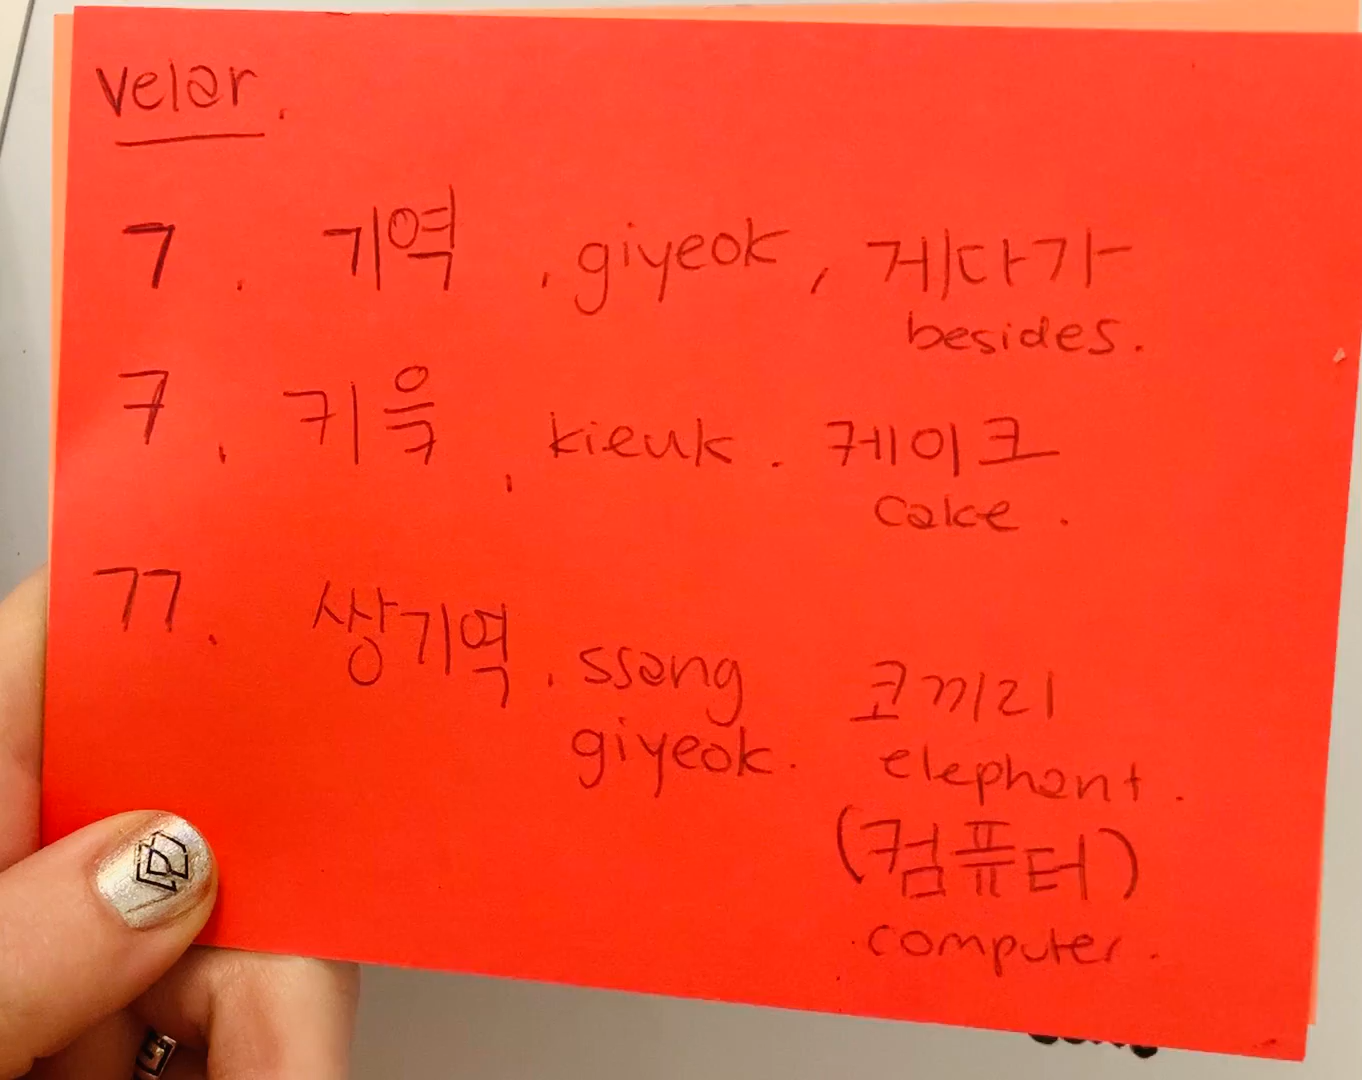 velar.
ㄱ. 기역, giyeok, 게다가
besides.
ㅋ, 키윽, kieuk. 케이크
cake.
ㄲ. 쌍기역, ssang 코끼리
giyeok. elephant.
(컴퓨터)
computer.